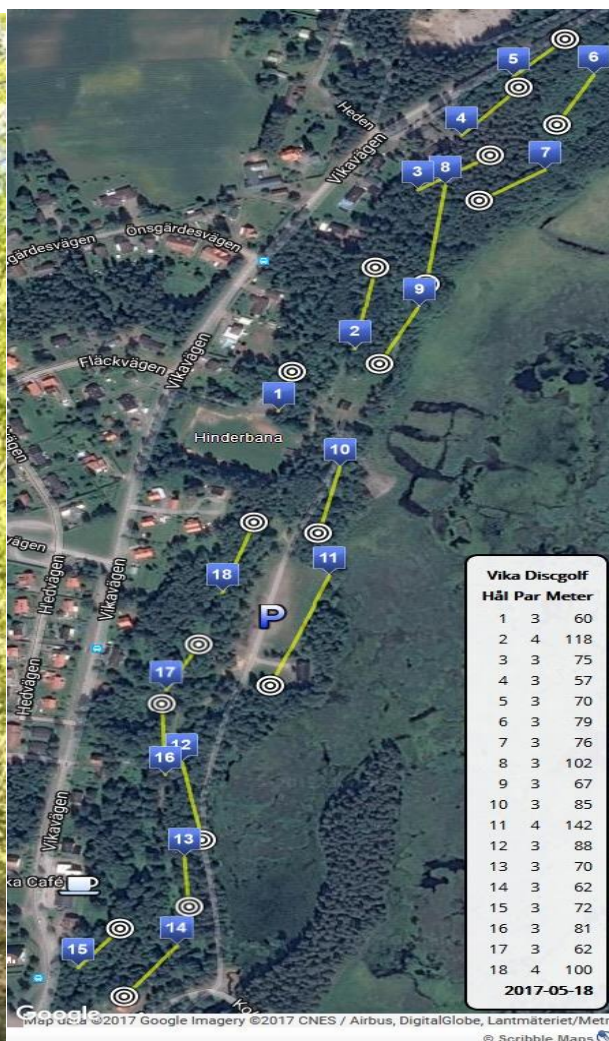 5
6
Heden
4
Vikavägen
3
8
7
Onsgärdesvägen
gärdesvägen
9
2
Fläckvägen
Vikavägen
1
Hinderbana
10
11
18
P
Hedvägen
Vikavägen
Hedvägen
17
12
16
13
Vikavägen
ka Café
14
15
Vika Discgolf
Hål Par Meter
1 3 60
2 4 118
3 3 75
4 3 57
5 3 70
6 3 79
7 3 76
8 3 102
9 3 67
10 3 85
11 4 142
12 3 88
13 3 70
14 3 62
15 3 72
16 3 81
17 3 62
18 4 100
2017-05-18
Google
Map data ©2017 Google Imagery ©2017 CNES / Airbus, DigitalGlobe, Lantmäteriet/Metr
© Scribble Maps